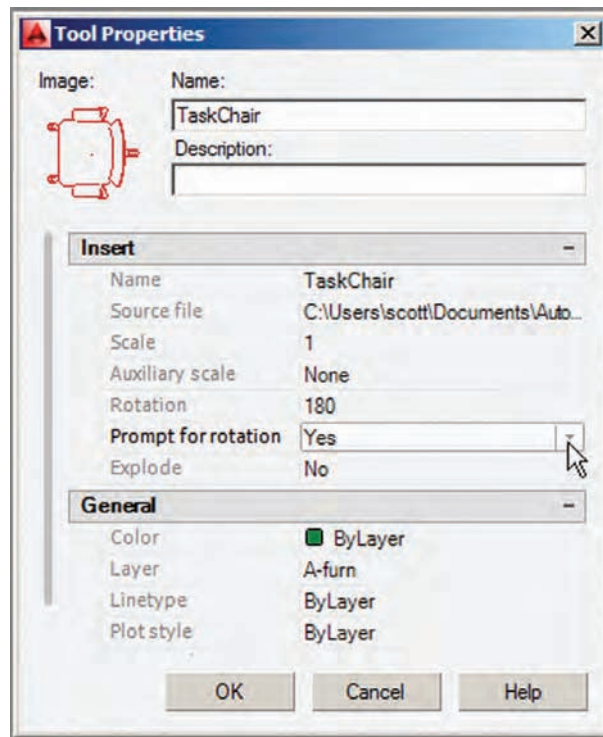 Tool Properties
Image:
Name:
TaskChair
Description:
Insert
Name TaskChair
Source file C:\Users\scott\Documents\Auto...
Scale 1
Auxiliary scale None
Rotation 180
Prompt for rotation Yes
Explode No
General
Color ByLayer
Layer A-furn
Linetype ByLayer
Plot style ByLayer
OK Cancel Help